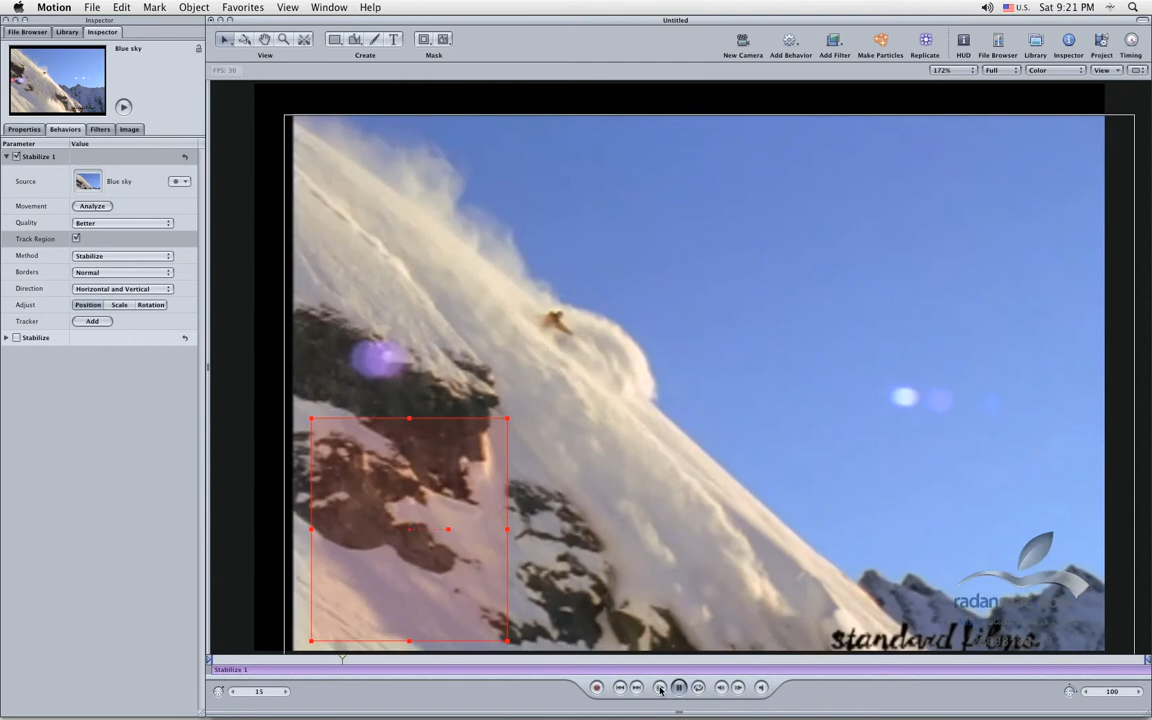 Motion File Edit Mark Object Favorites View Window Help U.S. Sat 9:21 PM
Inspector
Untitled
File Browser Library Inspector
Blue sky
View Create Mask New Camera Add Behavior Add Filter Make Particles Replicate HUD File Browser Library Inspector Project Timing
FPS: 30
172% Full Color View
Properties Behaviors Filters Image
Parameter Value
Stabilize 1
Source Blue sky
Movement Analyze
Quality Better
Track Region
Method Stabilize
Borders Normal
Direction Horizontal and Vertical
Adjust Position Scale Rotation
Tracker Add
Stabilize
standard films
Stabilize 1
15
100